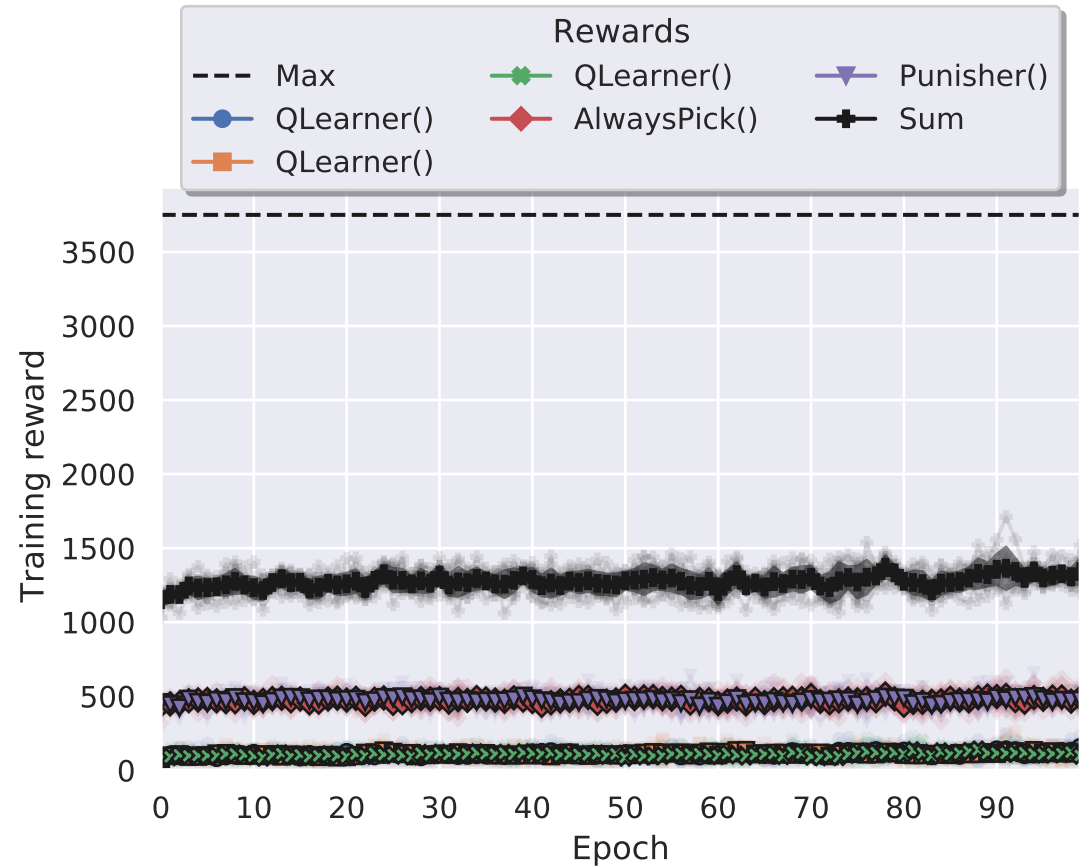 Rewards
Max
QLearner()
QLearner()
QLearner()
AlwaysPick()
Punisher()
Sum
Training reward
3500
3000
2500
2000
1500
1000
500
0
0 10 20 30 40 50 60 70 80 90
Epoch